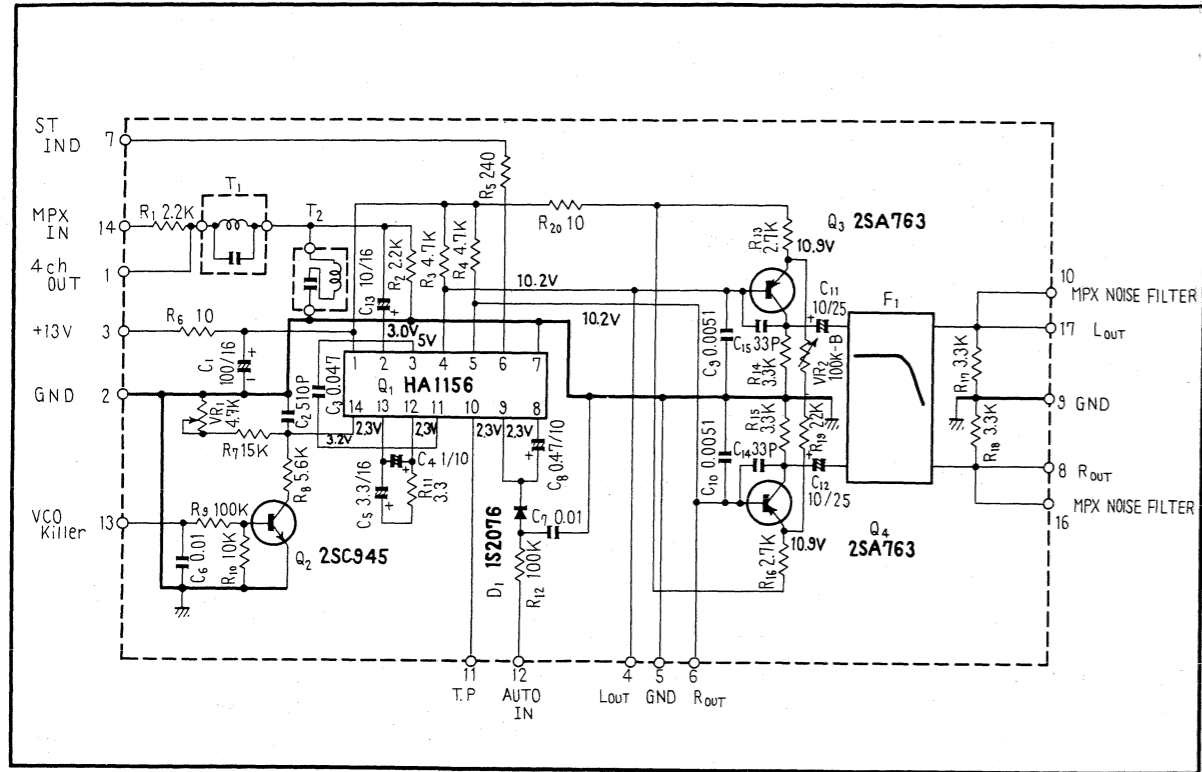 ST
IND
7
R5 240
T1
MPX
IN
14
R1 2.2K
T2
4ch
OUT
1
C13 10/16
R2 2.2K
R3 4.7K
R4 4.7K
R20 10
R13 2.7K
Q3 2SA763
10.9V
10.2V
C11
10/25
F1
10
MPX NOISE FILTER
+13V
3
R6 10
C1
100/16
3.0V
5V
10.2V
C9 0.0051
C15 33P
R14 3.3K
VR2
100K-B
17
LOUT
R17 3.3K
1 2 3 4 5 6 7
Q1 HA1156
14 13 12 11 10 9 8
GND
2
VR1
4.7K
C2 510P
C3 0.047
9
GND
R7 15K
3.2V
2.3V
2.3V
2.3V
2.3V
C8 0.47/10
C4 1/10
R11
3.3
C5 3.3/16
R8 5.6K
C10 0.0051
C14 33P
R15 3.3K
R19 2.2K
C12
10/25
R18 3.3K
8
ROUT
16
MPX NOISE FILTER
VCO
Killer
13
R9 100K
Q2
2SC945
C6 0.01
R10 10K
D1 1S2076
C7 0.01
R12 100K
Q4
2SA763
10.9V
R16 2.7K
11
T.P
12
AUTO
IN
4
LOUT
5
GND
6
ROUT